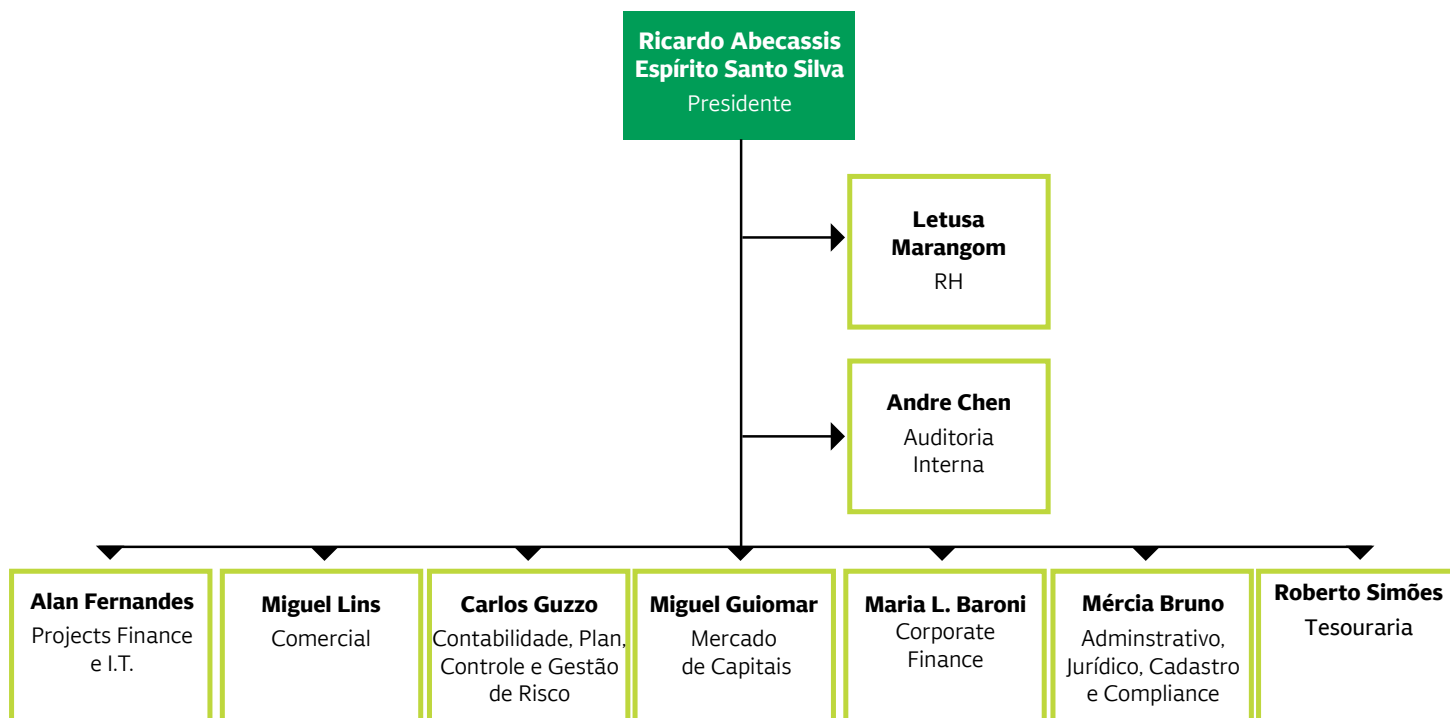 Ricardo Abecassis
Espírito Santo Silva
Presidente
Letusa
Marangom
RH
Andre Chen
Auditoria
Interna
Alan Fernandes
Projects Finance
e I.T.
Miguel Lins
Comercial
Carlos Guzzo
Contabilidade, Plan,
Controle e Gestão
de Risco
Miguel Guiomar
Mercado
de Capitais
Maria L. Baroni
Corporate
Finance
Mércia Bruno
Adminstrativo,
Jurídico, Cadastro
e Compliance
Roberto Simões
Tesouraria